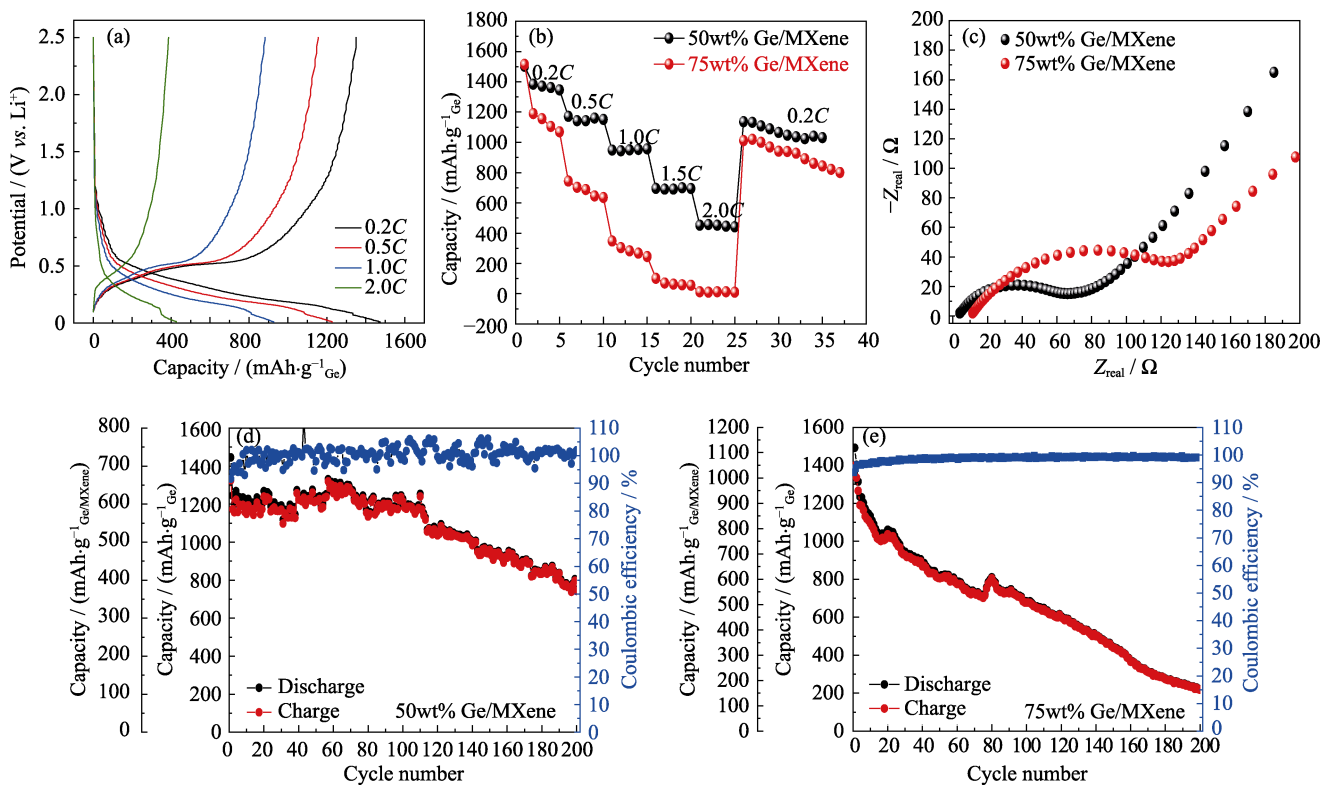 (a)
2.5
2.0
1.5
1.0
0.5
0
Potential / (V vs. Li⁺)
0.2C
0.5C
1.0C
2.0C
0 400 800 1200 1600
Capacity / (mAh·g⁻¹Ge)
(b)
50wt% Ge/MXene
75wt% Ge/MXene
1800
1600
1400
1200
1000
800
600
400
200
0
−200
Capacity / (mAh·g⁻¹Ge)
0.2C
0.5C
1.0C
1.5C
2.0C
0.2C
0 5 10 15 20 25 30 35 40
Cycle number
(c)
50wt% Ge/MXene
75wt% Ge/MXene
200
180
160
140
120
100
80
60
40
20
0
−Zreal / Ω
0 20 40 60 80 100 120 140 160 180 200
Zreal / Ω
(d)
800
700
600
500
400
300
200
100
0
Capacity / (mAh·g⁻¹Ge/MXene)
1600
1400
1200
1000
800
1600
1400
1200
0
Capacity / (mAh·g⁻¹Ge)
110
100
90
80
70
60
50
40
30
20
10
0
Coulombic efficiency / %
Discharge
Charge
50wt% Ge/MXene
0 20 40 60 80 100 120 140 160 180 200
Cycle number
(e)
1200
1100
1000
900
800
700
600
500
400
300
200
100
0
Capacity / (mAh·g⁻¹Ge/MXene)
1600
1400
1200
1000
800
600
400
200
0
Capacity / (mAh·g⁻¹Ge)
110
100
90
80
70
60
50
40
30
20
10
0
Coulombic efficiency / %
Discharge
Charge
75wt% Ge/MXene
0 20 40 60 80 100 120 140 160 180 200
Cycle number